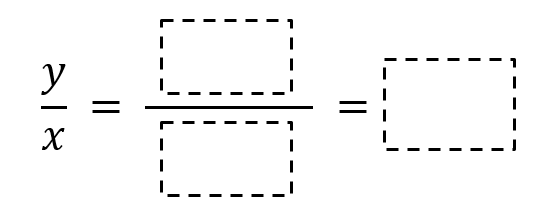 y/x = =